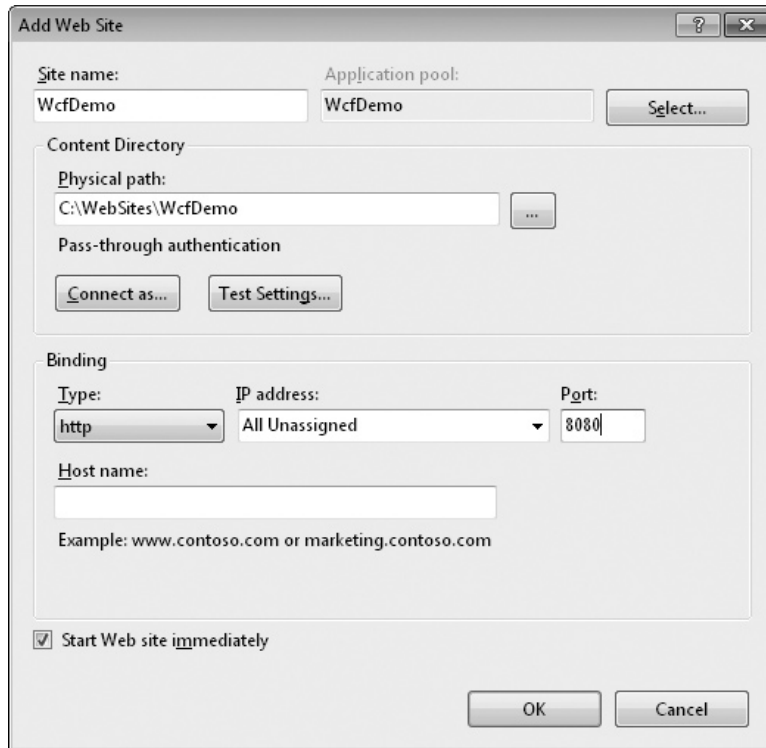 Add Web Site
?
Site name:
Application pool:
WcfDemo
WcfDemo
Select...
Content Directory
Physical path:
C:\WebSites\WcfDemo
...
Pass-through authentication
Connect as...
Test Settings...
Binding
Type:
IP address:
Port:
http
All Unassigned
8080
Host name:
Example: www.contoso.com or marketing.contoso.com
Start Web site immediately
OK
Cancel